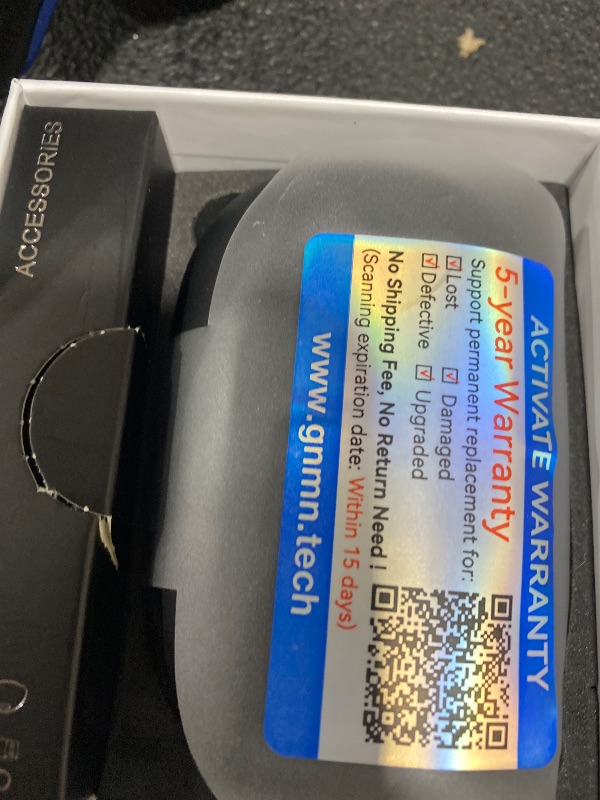 ACCESSORIES
ACTIVATE WARRANTY
5-year Warranty
Support permanent replacement for:
☑Lost ☑ Damaged
☑Defective ☑ Upgraded
No Shipping Fee, No Return Need !
(Scanning expiration date: Within 15 days)
www.gnmn.tech